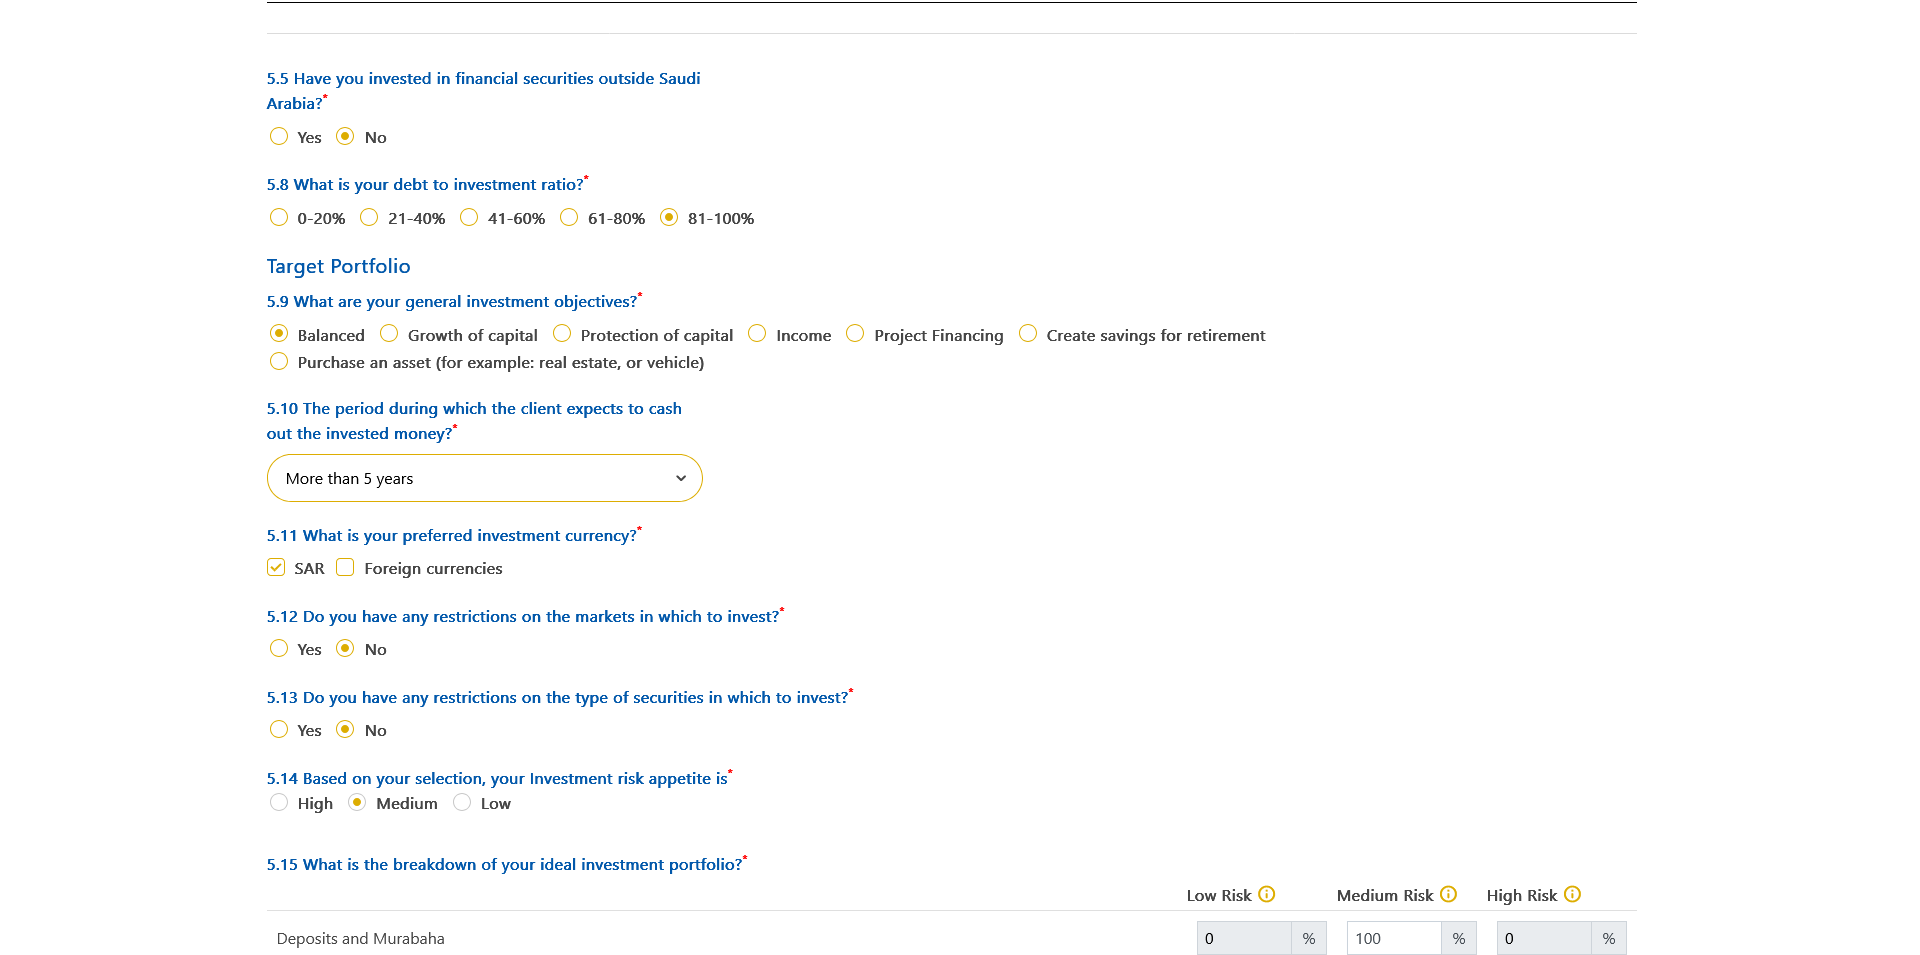 5.5 Have you invested in financial securities outside Saudi
Arabia?*
Yes No
5.8 What is your debt to investment ratio?*
0-20% 21-40% 41-60% 61-80% 81-100%
Target Portfolio
5.9 What are your general investment objectives?*
Balanced Growth of capital Protection of capital Income Project Financing Create savings for retirement
Purchase an asset (for example: real estate, or vehicle)
5.10 The period during which the client expects to cash
out the invested money?*
More than 5 years
5.11 What is your preferred investment currency?*
SAR Foreign currencies
5.12 Do you have any restrictions on the markets in which to invest?*
Yes No
5.13 Do you have any restrictions on the type of securities in which to invest?*
Yes No
5.14 Based on your selection, your Investment risk appetite is*
High Medium Low
5.15 What is the breakdown of your ideal investment portfolio?*
Low Risk Medium Risk High Risk
Deposits and Murabaha 0 % 100 % 0 %